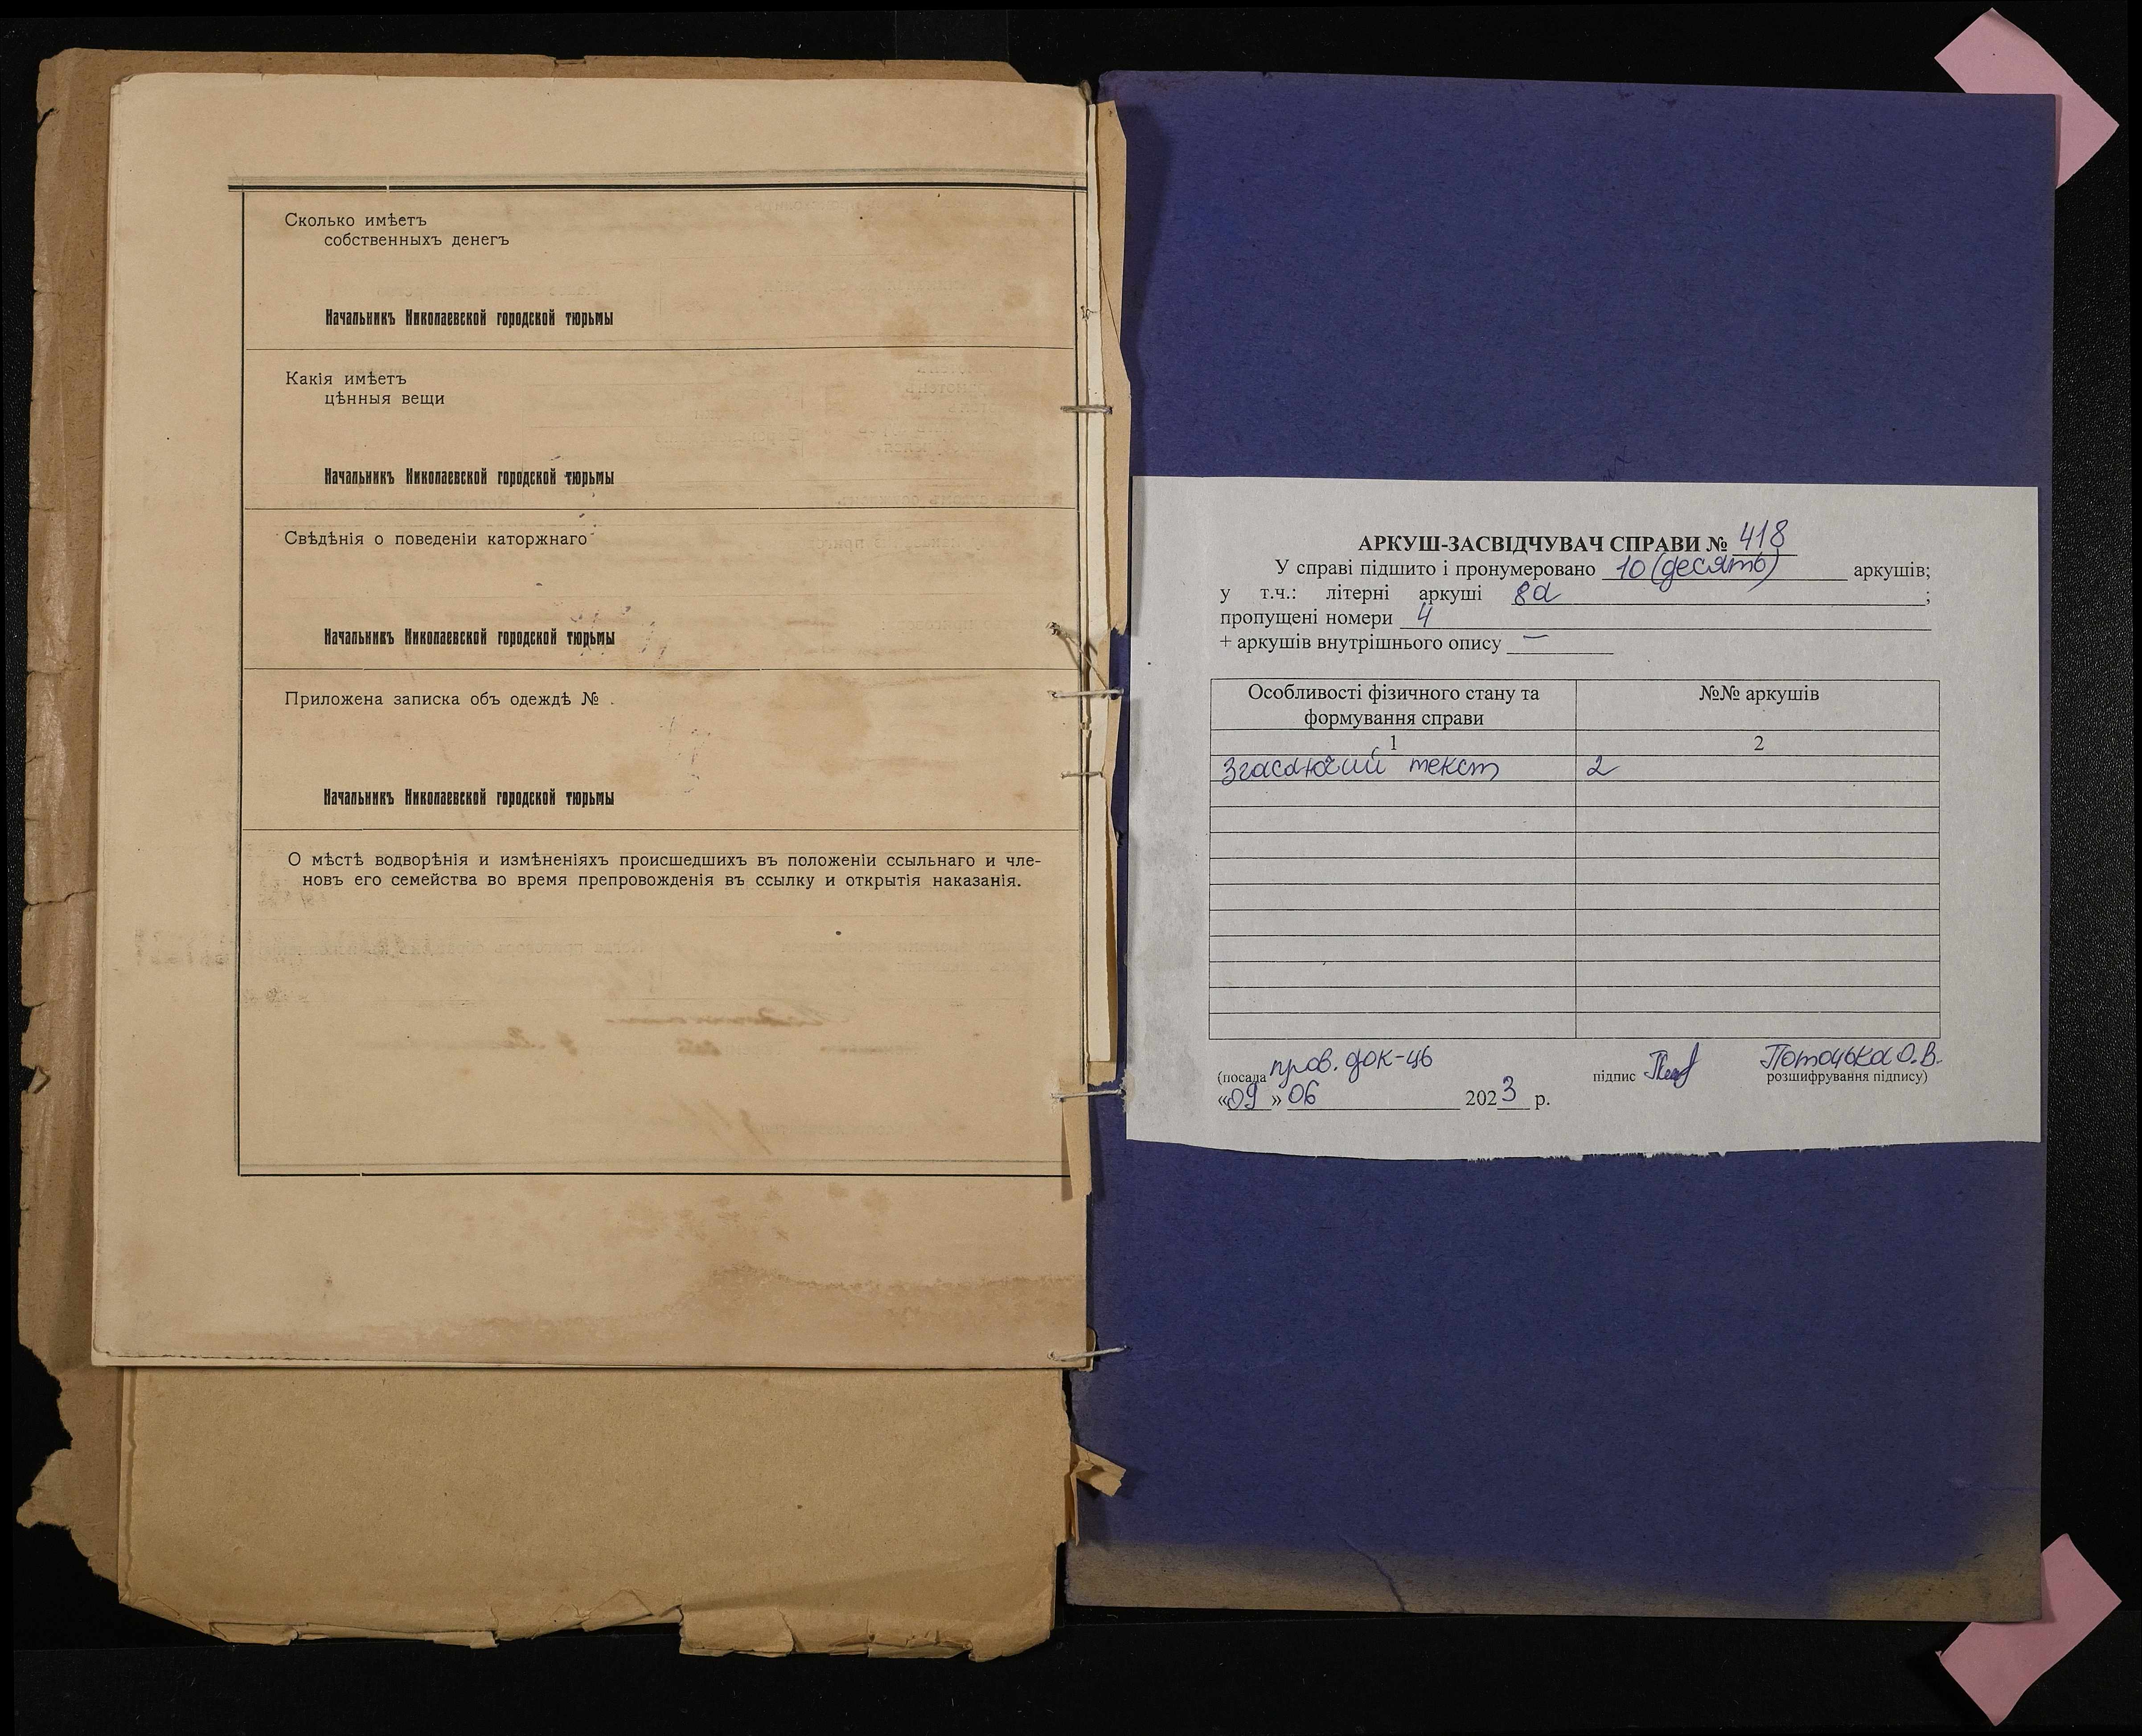 Сколько имѣетъ
собственныхъ денегъ
Начальникъ Николаевской городской тюрьмы
Какія имѣетъ
цѣнныя вещи
Начальникъ Николаевской городской тюрьмы
Свѣдѣнія о поведеніи каторжнаго
Начальникъ Николаевской городской тюрьмы
Приложена записка объ одеждѣ №
Начальникъ Николаевской городской тюрьмы
О мѣстѣ водворѣнія и измѣненіяхъ происшедшихъ въ положеніи ссыльнаго и чле-
новъ его семейства во время препровожденія въ ссылку и открытія наказанія.
АРКУШ-ЗАСВІДЧУВАЧ СПРАВИ № 418
У справі підшито і пронумеровано 10 (десять) аркушів;
у т.ч.: літерні аркуші 8а ;
пропущені номери 4
+ аркушів внутрішнього опису —
Особливості фізичного стану та №№ аркушів
формування справи
1 2
Згасаючий текст 2
(посада пров. док-ць підпис Потоцька О.В.
розшифрування підпису)
«09» 06 2023 р.